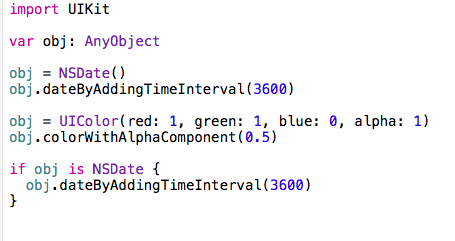 import UIKit
var obj: AnyObject
obj = NSDate()
obj.dateByAddingTimeInterval(3600)
obj = UIColor(red: 1, green: 1, blue: 0, alpha: 1)
obj.colorWithAlphaComponent(0.5)
if obj is NSDate {
  obj.dateByAddingTimeInterval(3600)
}